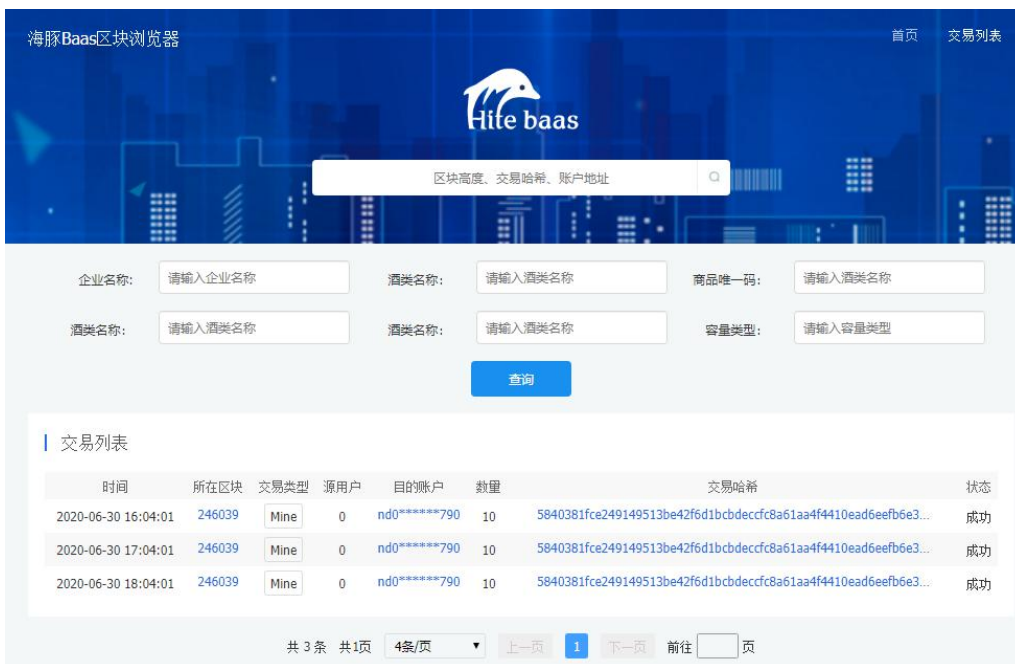 海豚Baas区块浏览器 首页 交易列表
Hife baas
区块高度、交易哈希、账户地址
企业名称: 请输入企业名称 酒类名称: 请输入酒类名称 商品唯一码: 请输入酒类名称
酒类名称: 请输入酒类名称 酒类名称: 请输入酒类名称 容量类型: 请输入容量类型
查询
交易列表
时间 所在区块 交易类型 源用户 目的账户 数量 交易哈希 状态
2020-06-30 16:04:01 246039 Mine 0 nd0******790 10 5840381fce249149513be42f6d1bcbdeccfc8a61aa4f4410ead6eefb6e3... 成功
2020-06-30 17:04:01 246039 Mine 0 nd0******790 10 5840381fce249149513be42f6d1bcbdeccfc8a61aa4f4410ead6eefb6e3... 成功
2020-06-30 18:04:01 246039 Mine 0 nd0******790 10 5840381fce249149513be42f6d1bcbdeccfc8a61aa4f4410ead6eefb6e3... 成功
共 3 条 共1页 4条/页 上一页 1 下一页 前往 页